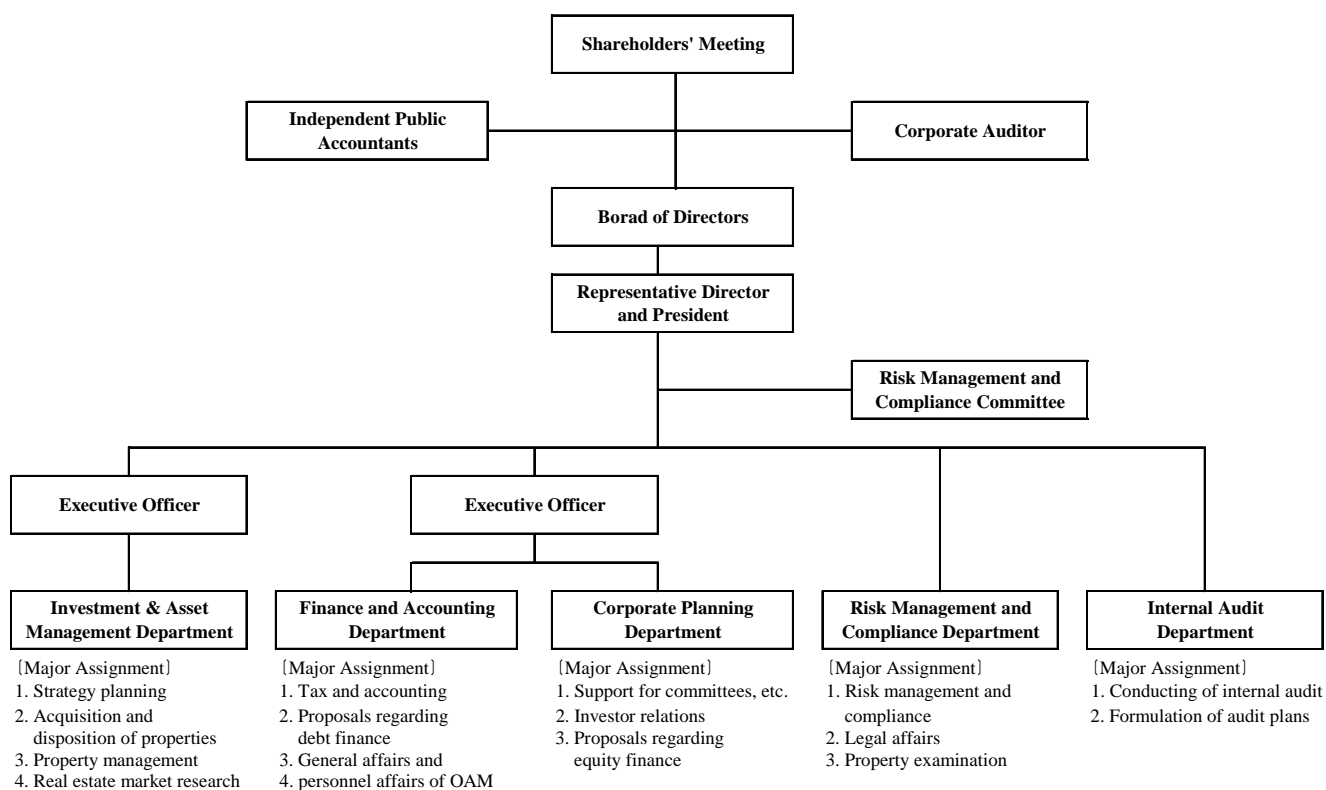 Shareholders' Meeting
Independent Public
Accountants
Corporate Auditor
Borad of Directors
Representative Director
and President
Risk Management and
Compliance Committee
Executive Officer
Executive Officer
Investment & Asset
Management Department
[Major Assignment]
1. Strategy planning
2. Acquisition and
disposition of properties
3. Property management
4. Real estate market research
Finance and Accounting
Department
[Major Assignment]
1. Tax and accounting
2. Proposals regarding
debt finance
3. General affairs and
4. personnel affairs of OAM
Corporate Planning
Department
[Major Assignment]
1. Support for committees, etc.
2. Investor relations
3. Proposals regarding
equity finance
Risk Management and
Compliance Department
[Major Assignment]
1. Risk management and
compliance
2. Legal affairs
3. Property examination
Internal Audit
Department
[Major Assignment]
1. Conducting of internal audit
2. Formulation of audit plans